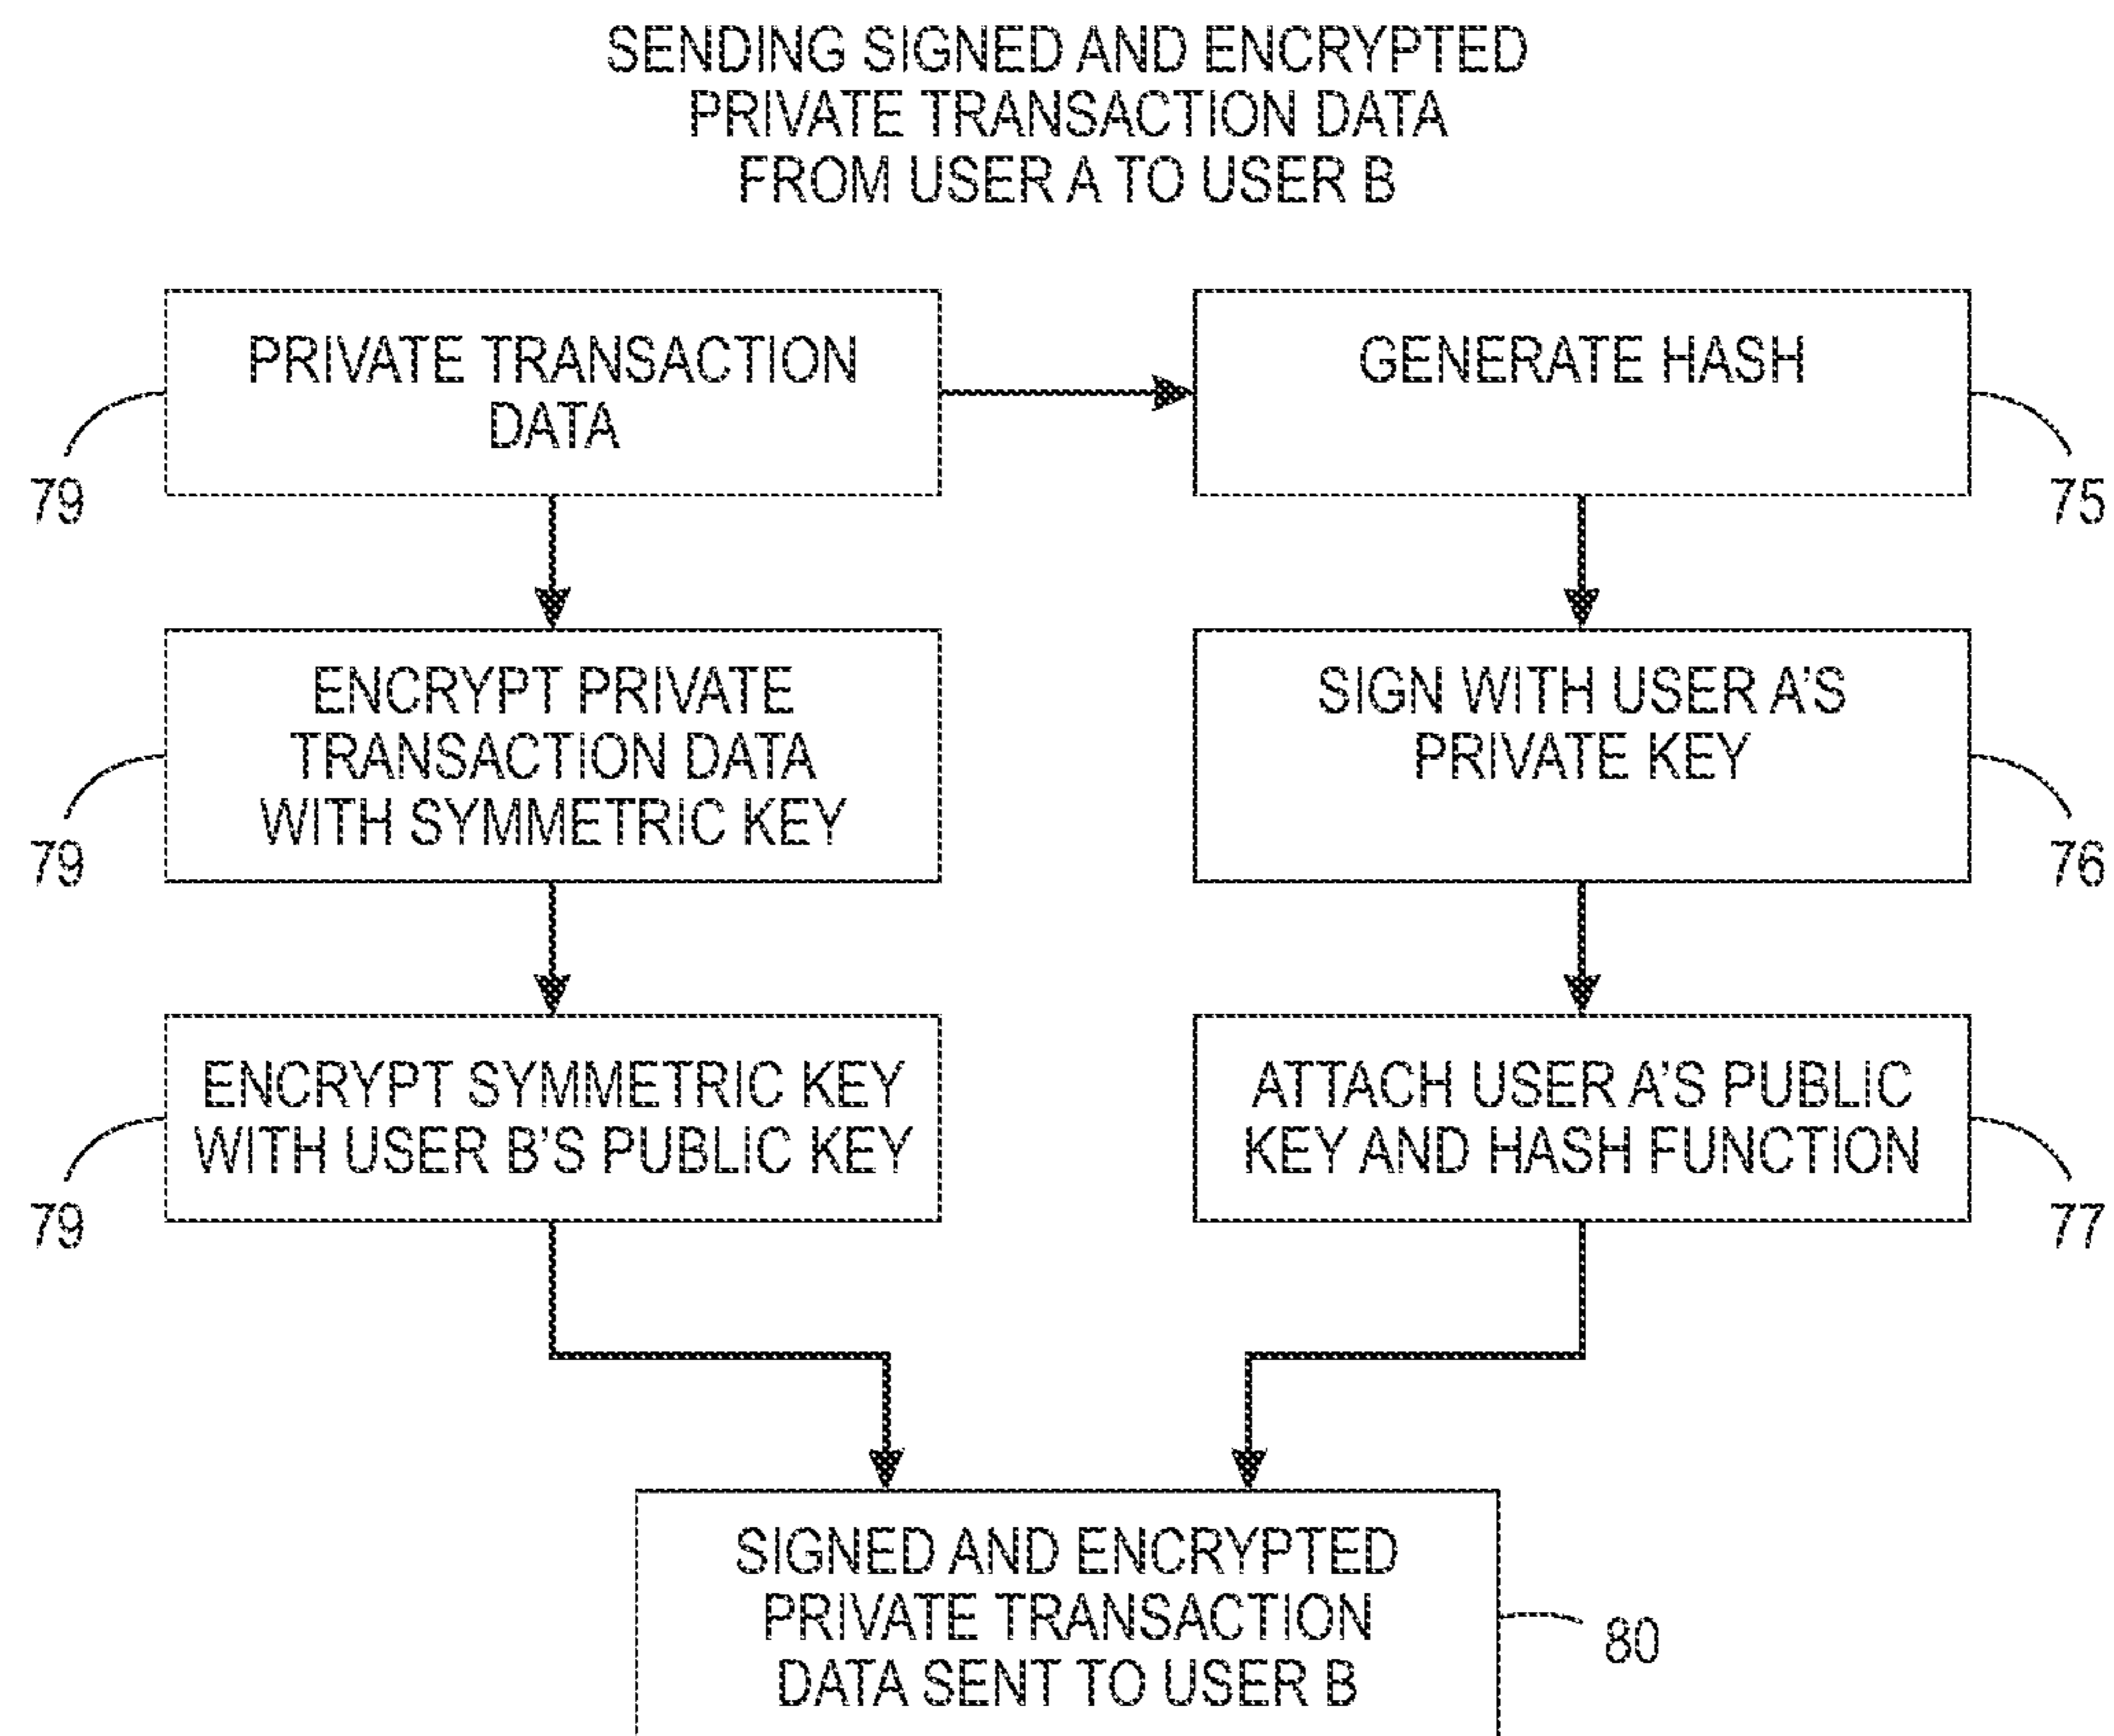 SENDING SIGNED AND ENCRYPTED
PRIVATE TRANSACTION DATA
FROM USER A TO USER B
PRIVATE TRANSACTION
DATA
79
GENERATE HASH
75
ENCRYPT PRIVATE
TRANSACTION DATA
WITH SYMMETRIC KEY
79
SIGN WITH USER A'S
PRIVATE KEY
76
ENCRYPT SYMMETRIC KEY
WITH USER B'S PUBLIC KEY
79
ATTACH USER A'S PUBLIC
KEY AND HASH FUNCTION
77
SIGNED AND ENCRYPTED
PRIVATE TRANSACTION
DATA SENT TO USER B
80